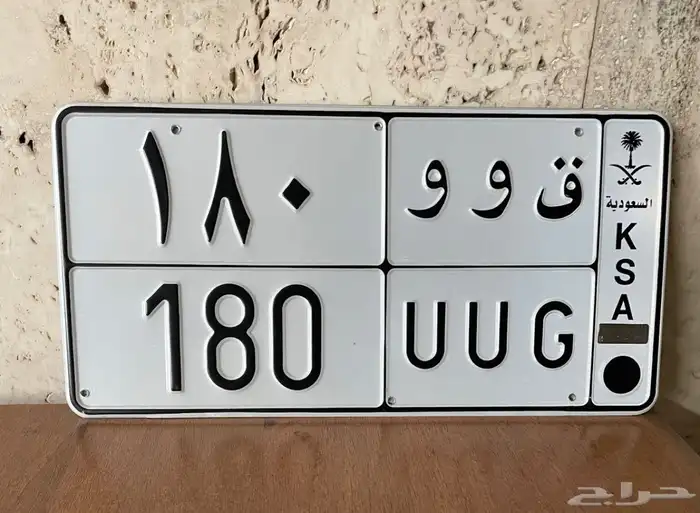 ١٨٠ ق و و
180 UUG
السعودية
K
S
A
حراج